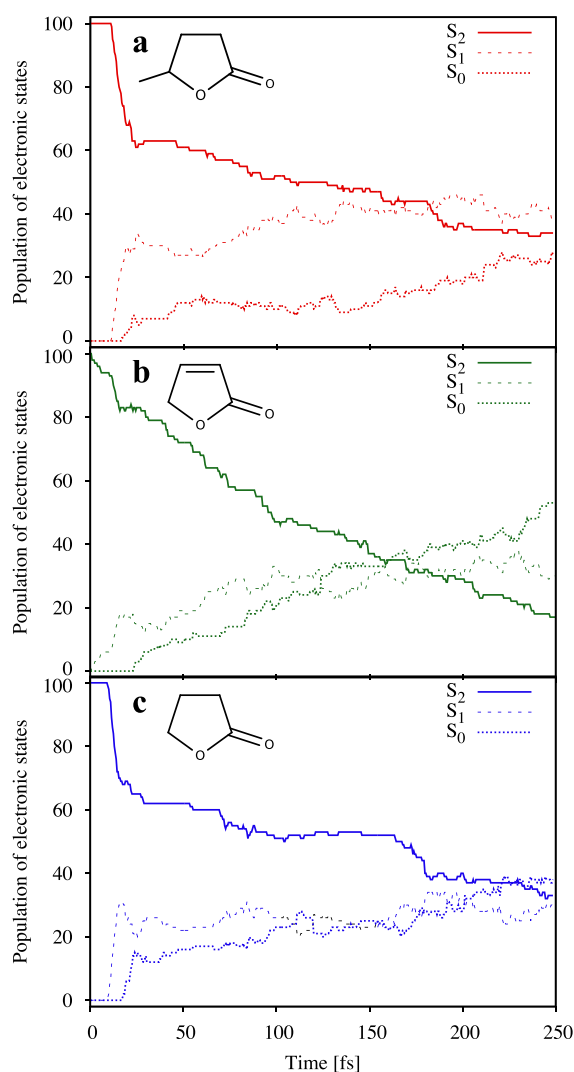 100
80
60
40
20
0
Population of electronic states
a
O
O
S2
S1
S0
100
80
60
40
20
0
Population of electronic states
b
O
O
S2
S1
S0
100
80
60
40
20
0
Population of electronic states
c
O
O
S2
S1
S0
0 50 100 150 200 250
Time [fs]